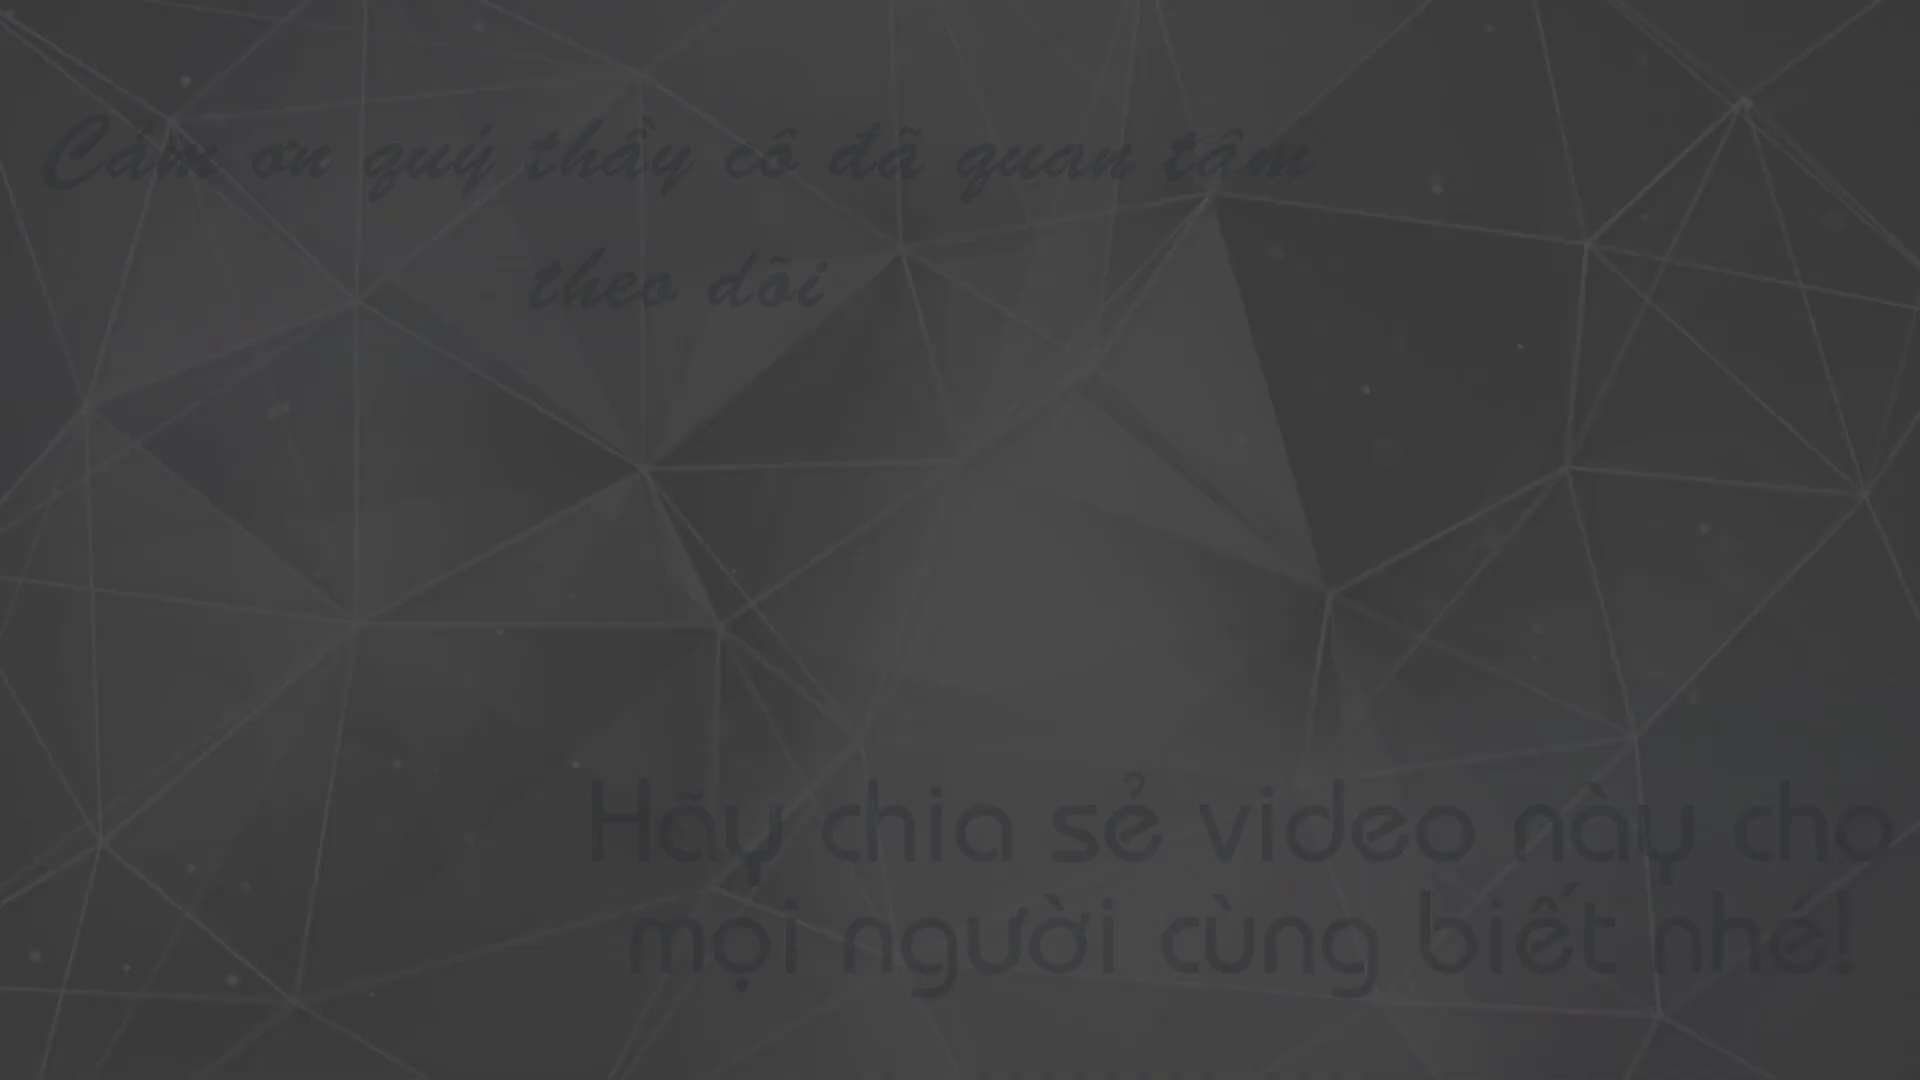 Cám ơn quý thầy cô đã quan tâm
theo dõi
Hãy chia sẻ video này cho
mọi người cùng biết nhé!